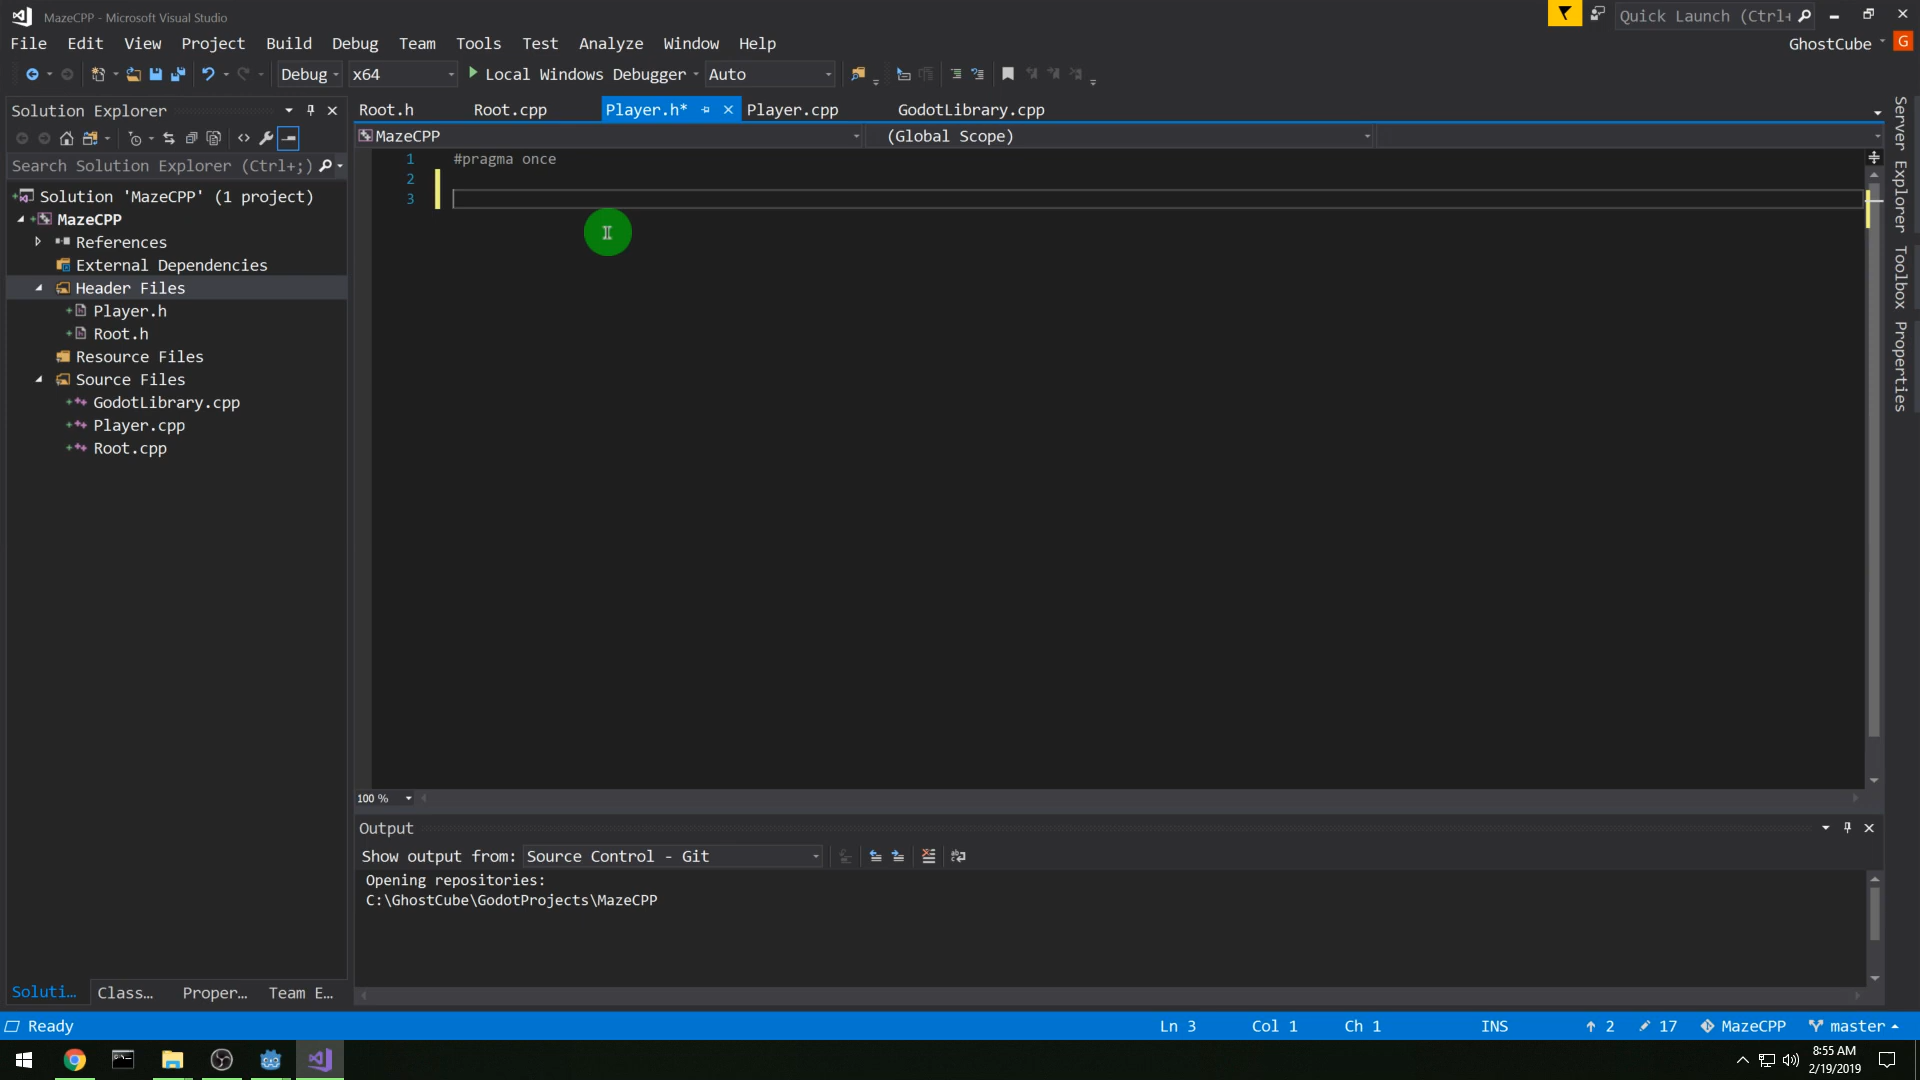 MazeCPP - Microsoft Visual Studio
Quick Launch (Ctrl+
File Edit View Project Build Debug Team Tools Test Analyze Window Help
GhostCube
G
Debug x64 Local Windows Debugger Auto
Solution Explorer
Root.h Root.cpp Player.h* Player.cpp GodotLibrary.cpp
MazeCPP (Global Scope)
Search Solution Explorer (Ctrl+;)
Solution 'MazeCPP' (1 project)
MazeCPP
References
External Dependencies
Header Files
Player.h
Root.h
Resource Files
Source Files
GodotLibrary.cpp
Player.cpp
Root.cpp
1 #pragma once
2
3
Server Explorer
Toolbox
Properties
100 %
Output
Show output from: Source Control - Git
Opening repositories:
C:\GhostCube\GodotProjects\MazeCPP
Soluti... Class... Proper... Team E...
Ready
Ln 3 Col 1 Ch 1 INS 2 17 MazeCPP master
8:55 AM
2/19/2019